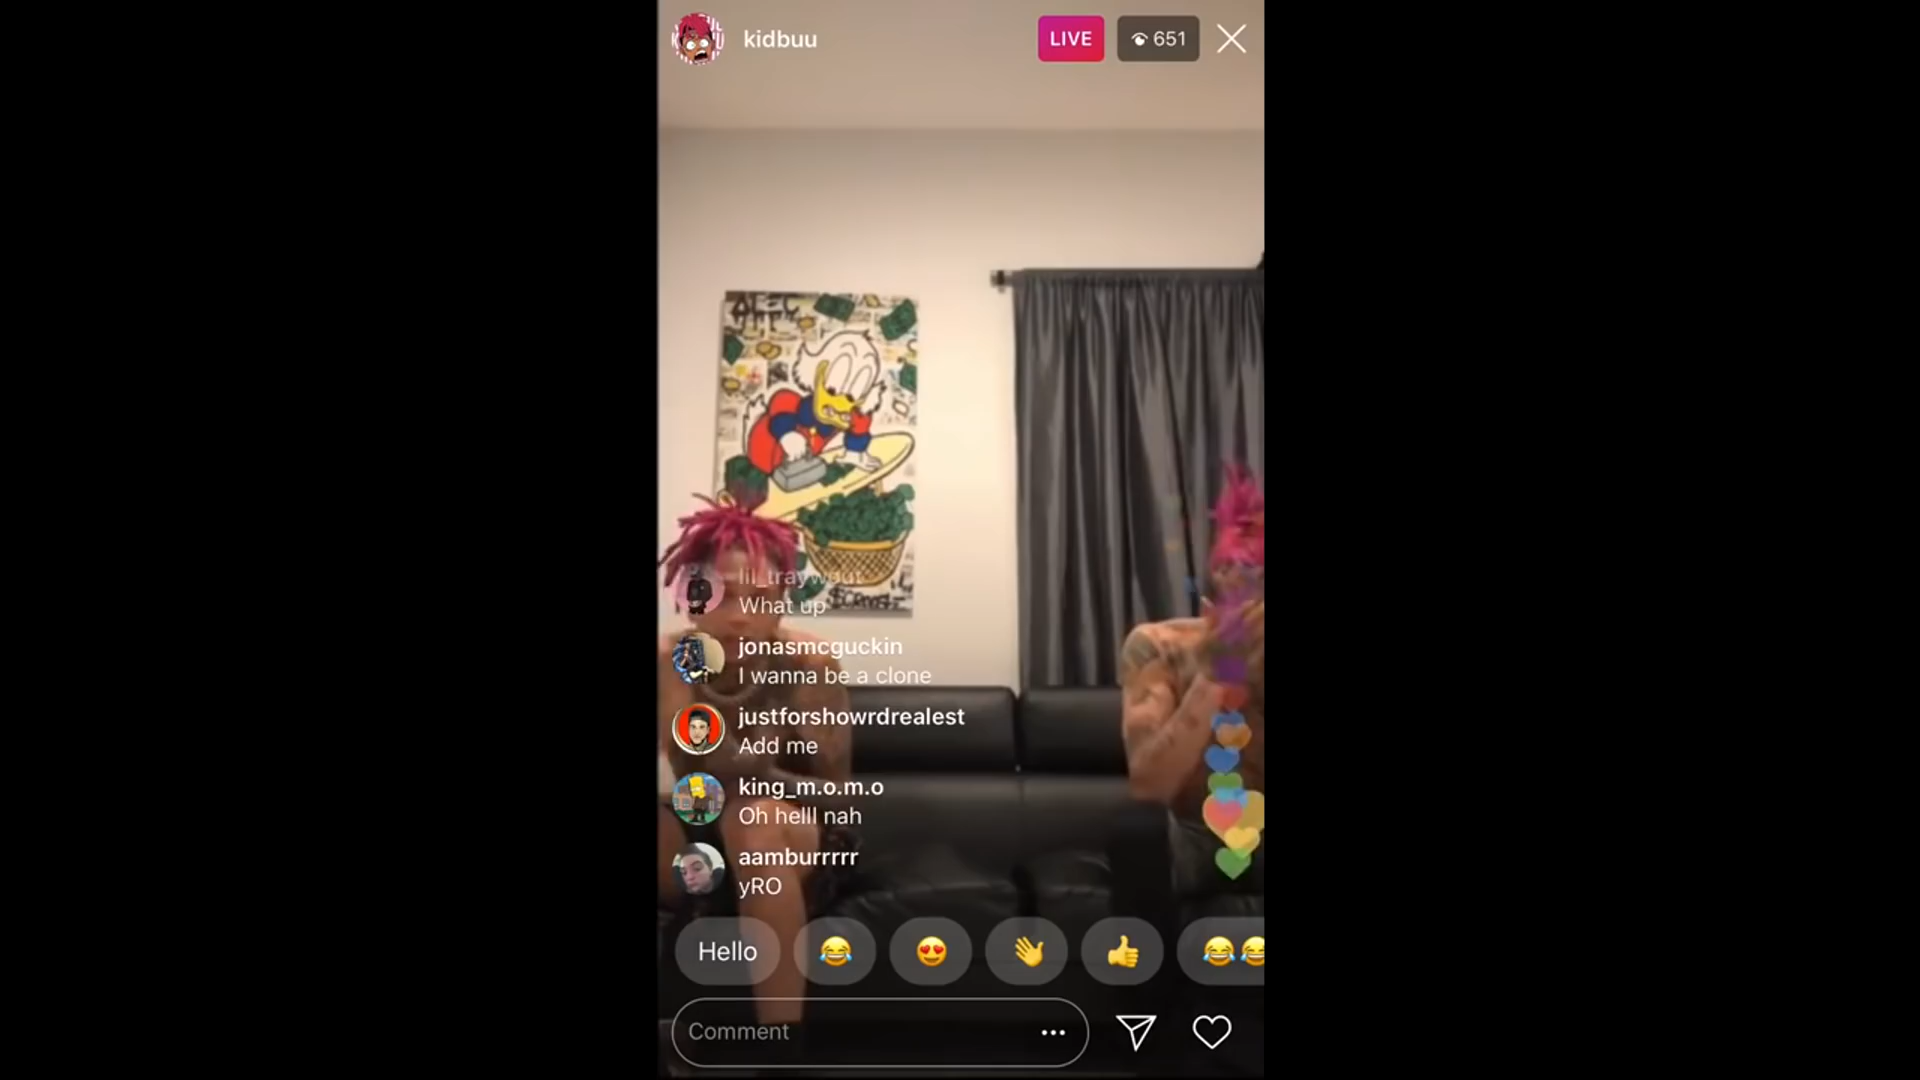 kidbuu
LIVE
651
lil_traywout
What up
jonasmcguckin
I wanna be a clone
justforshowrdrealest
Add me
king_m.o.m.o
Oh helll nah
aamburrrrr
yRO
Hello
Comment